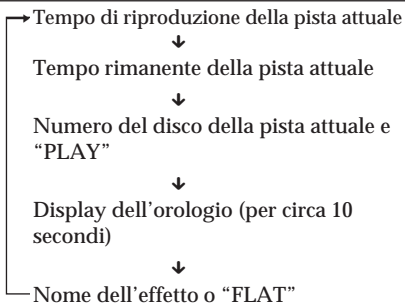 Tempo di riproduzione della pista attuale
Tempo rimanente della pista attuale
Numero del disco della pista attuale e
“PLAY”
Display dell’orologio (per circa 10
secondi)
Nome dell’effetto o “FLAT”